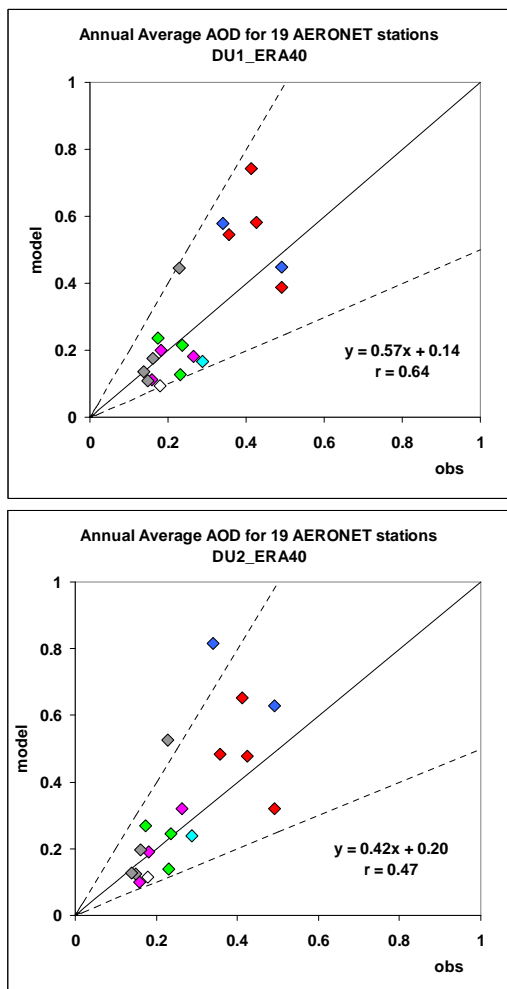 Annual Average AOD for 19 AERONET stations
DU1_ERA40
1
0.8
0.6
0.4
0.2
0
model
y = 0.57x + 0.14
r = 0.64
0 0.2 0.4 0.6 0.8 1
obs
Annual Average AOD for 19 AERONET stations
DU2_ERA40
1
0.8
0.6
0.4
0.2
0
model
y = 0.42x + 0.20
r = 0.47
0 0.2 0.4 0.6 0.8 1
obs